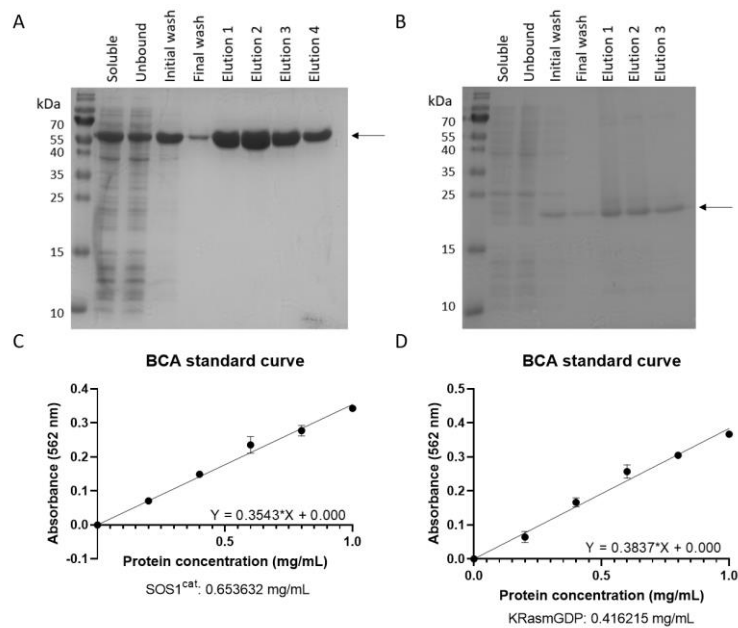 A
Soluble
Unbound
Initial wash
Final wash
Elution 1
Elution 2
Elution 3
Elution 4
kDa
70
55
40
35
25
15
10
B
Soluble
Unbound
Initial wash
Final wash
Elution 1
Elution 2
Elution 3
kDa
70
55
40
35
25
15
10
C
BCA standard curve
Absorbance (562 nm)
0.4
0.3
0.2
0.1
0.0
-0.1
0.5
1.0
Y = 0.3543*X + 0.000
Protein concentration (mg/mL)
SOS1cat: 0.653632 mg/mL
D
BCA standard curve
Absorbance (562 nm)
0.5
0.4
0.3
0.2
0.1
0.0
0.0
0.5
1.0
Y = 0.3837*X + 0.000
Protein concentration (mg/mL)
KRasmGDP: 0.416215 mg/mL